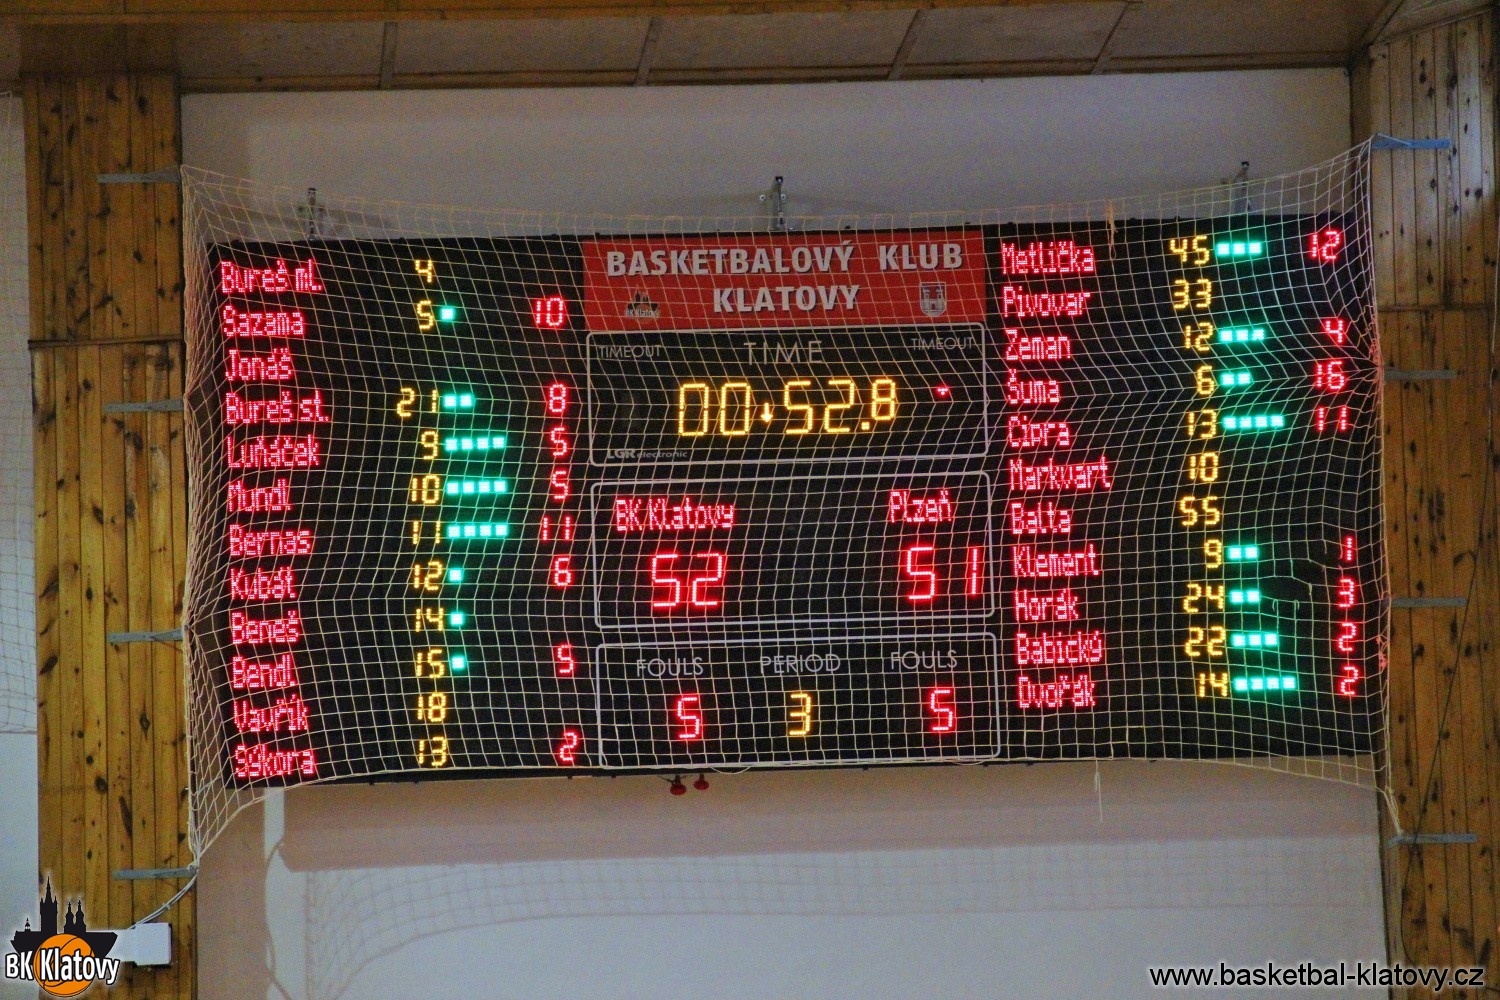 BASKETBALOVÝ KLUB
KLATOVY
BK Klatovy
TIMEOUT TIME TIMEOUT
00 52.8
LGR electronic
BK Klatovy Plzeň
52 51
FOULS PERIOD FOULS
5 3 5
Bureš ml. 4
Sazama 5 10
Jonáš
Bureš st. 21 8
Luňáček 9 5
Mundl 10 5
Bernas 11 11
Kubát 12 6
Beneš 14
Bendl 15 5
Vavřík 18
Sýkora 13 2
Metlička 45 12
Pivovar 33
Zeman 12 4
Šuma 6 16
Cipra 13 11
Markvart 10
Balta 55
Klement 9 1
Horák 24 3
Babický 22 2
Dvořák 14 2
BK Klatovy
www.basketbal-klatovy.cz